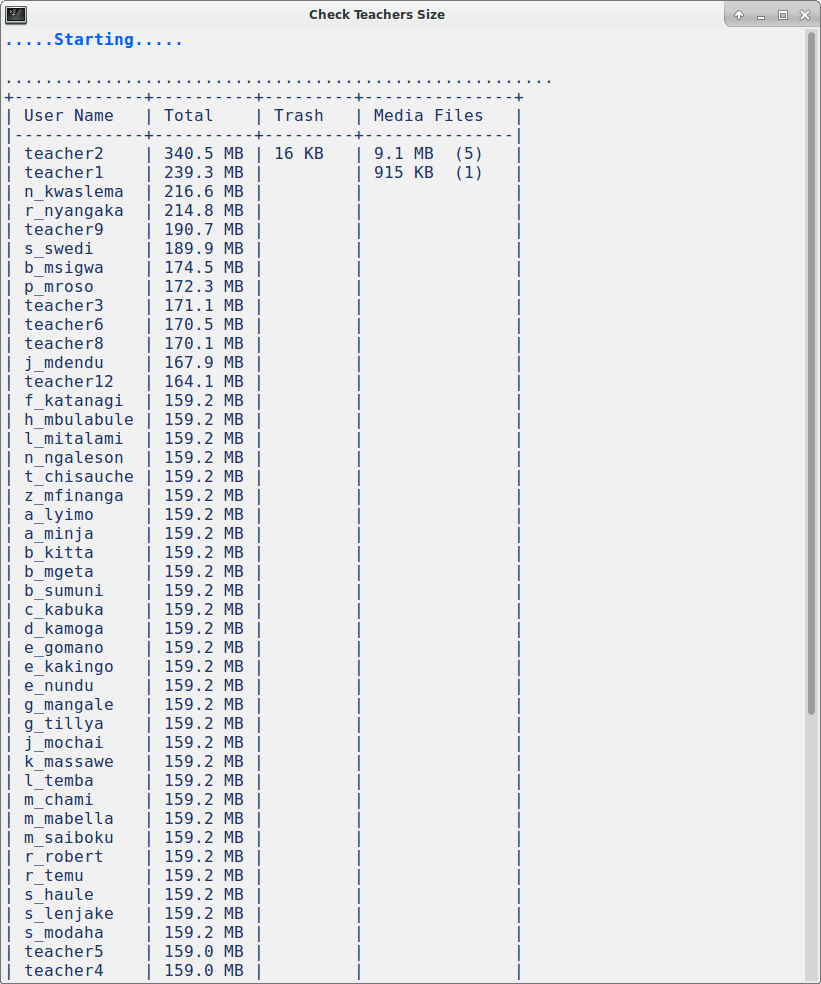 Check Teachers Size
.....Starting.....
.......................................................
+-------------+----------+---------+---------------+
| User Name   | Total    | Trash   | Media Files   |
|-------------+----------+---------+---------------|
| teacher2    | 340.5 MB | 16 KB   | 9.1 MB  (5)   |
| teacher1    | 239.3 MB |         | 915 KB  (1)   |
| n_kwaslema  | 216.6 MB |         |               |
| r_nyangaka  | 214.8 MB |         |               |
| teacher9    | 190.7 MB |         |               |
| s_swedi     | 189.9 MB |         |               |
| b_msigwa    | 174.5 MB |         |               |
| p_mroso     | 172.3 MB |         |               |
| teacher3    | 171.1 MB |         |               |
| teacher6    | 170.5 MB |         |               |
| teacher8    | 170.1 MB |         |               |
| j_mdendu    | 167.9 MB |         |               |
| teacher12   | 164.1 MB |         |               |
| f_katanagi  | 159.2 MB |         |               |
| h_mbulabule | 159.2 MB |         |               |
| l_mitalami  | 159.2 MB |         |               |
| n_ngaleson  | 159.2 MB |         |               |
| t_chisauche | 159.2 MB |         |               |
| z_mfinanga  | 159.2 MB |         |               |
| a_lyimo     | 159.2 MB |         |               |
| a_minja     | 159.2 MB |         |               |
| b_kitta     | 159.2 MB |         |               |
| b_mgeta     | 159.2 MB |         |               |
| b_sumuni    | 159.2 MB |         |               |
| c_kabuka    | 159.2 MB |         |               |
| d_kamoga    | 159.2 MB |         |               |
| e_gomano    | 159.2 MB |         |               |
| e_kakingo   | 159.2 MB |         |               |
| e_nundu     | 159.2 MB |         |               |
| g_mangale   | 159.2 MB |         |               |
| g_tillya    | 159.2 MB |         |               |
| j_mochai    | 159.2 MB |         |               |
| k_massawe   | 159.2 MB |         |               |
| l_temba     | 159.2 MB |         |               |
| m_chami     | 159.2 MB |         |               |
| m_mabella   | 159.2 MB |         |               |
| m_saiboku   | 159.2 MB |         |               |
| r_robert    | 159.2 MB |         |               |
| r_temu      | 159.2 MB |         |               |
| s_haule     | 159.2 MB |         |               |
| s_lenjake   | 159.2 MB |         |               |
| s_modaha    | 159.2 MB |         |               |
| teacher5    | 159.0 MB |         |               |
| teacher4    | 159.0 MB |         |               |